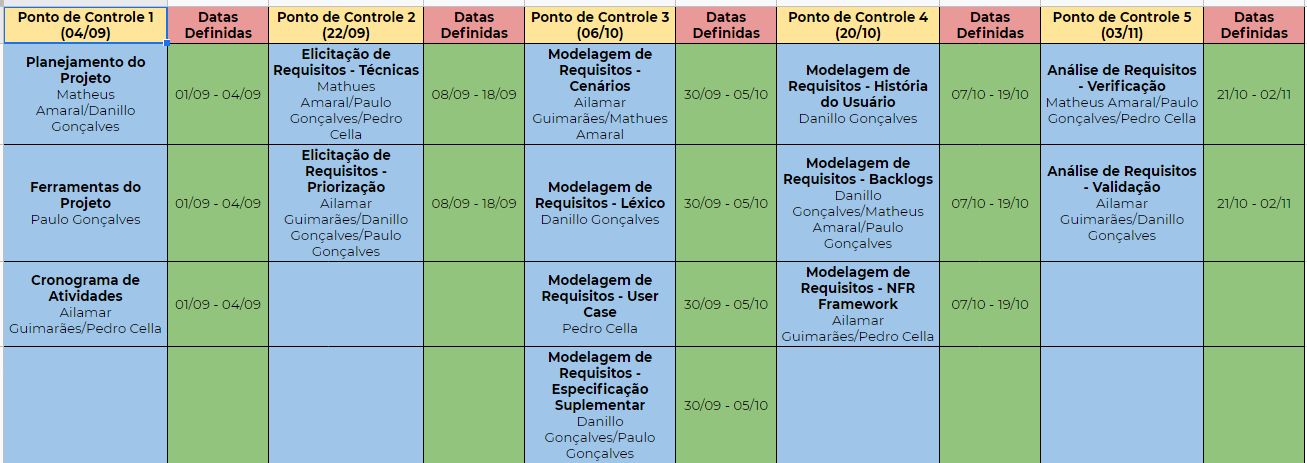 Ponto de Controle 1
(04/09)
Datas
Definidas
Ponto de Controle 2
(22/09)
Datas
Definidas
Ponto de Controle 3
(06/10)
Datas
Definidas
Ponto de Controle 4
(20/10)
Datas
Definidas
Ponto de Controle 5
(03/11)
Datas
Definidas
Planejamento do
Projeto
Matheus
Amaral/Danillo
Gonçalves
01/09 - 04/09
Elicitação de
Requisitos - Técnicas
Mathues
Amaral/Paulo
Gonçalves/Pedro
Cella
08/09 - 18/09
Modelagem de
Requisitos -
Cenários
Ailamar
Guimarães/Mathues
Amaral
30/09 - 05/10
Modelagem de
Requisitos - História
do Usuário
Danillo Gonçalves
07/10 - 19/10
Análise de Requisitos
- Verificação
Matheus Amaral/Paulo
Gonçalves/Pedro Cella
21/10 - 02/11
Ferramentas do
Projeto
Paulo Gonçalves
01/09 - 04/09
Elicitação de
Requisitos -
Priorização
Ailamar
Guimarães/Danillo
Gonçalves/Paulo
Gonçalves
08/09 - 18/09
Modelagem de
Requisitos - Léxico
Danillo Gonçalves
30/09 - 05/10
Modelagem de
Requisitos - Backlogs
Danillo
Gonçalves/Matheus
Amaral/Paulo
Gonçalves
07/10 - 19/10
Análise de Requisitos
- Validação
Ailamar
Guimarães/Danillo
Gonçalves
21/10 - 02/11
Cronograma de
Atividades
Ailamar
Guimarães/Pedro Cella
01/09 - 04/09
Modelagem de
Requisitos - User
Case
Pedro Cella
30/09 - 05/10
Modelagem de
Requisitos - NFR
Framework
Ailamar
Guimarães/Pedro Cella
07/10 - 19/10
Modelagem de
Requisitos -
Especificação
Suplementar
Danillo
Gonçalves/Paulo
Gonçalves
30/09 - 05/10